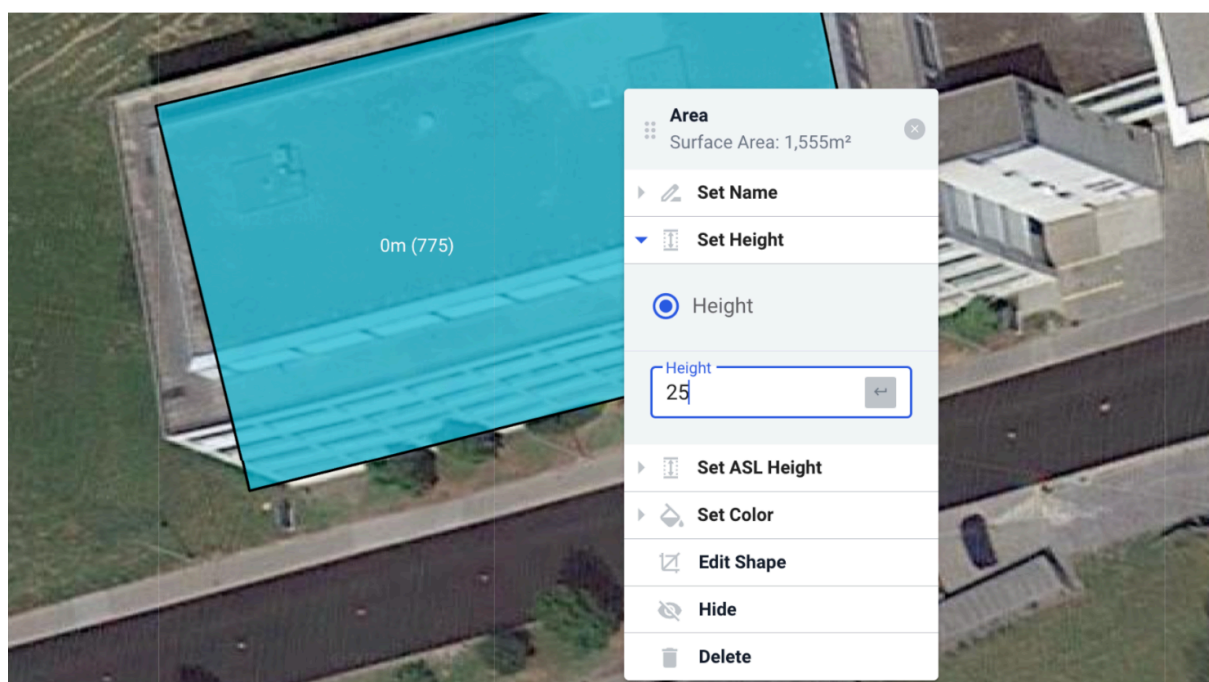 0m (775)
Area
Surface Area: 1,555m²
Set Name
Set Height
Height
Height
25
Set ASL Height
Set Color
Edit Shape
Hide
Delete